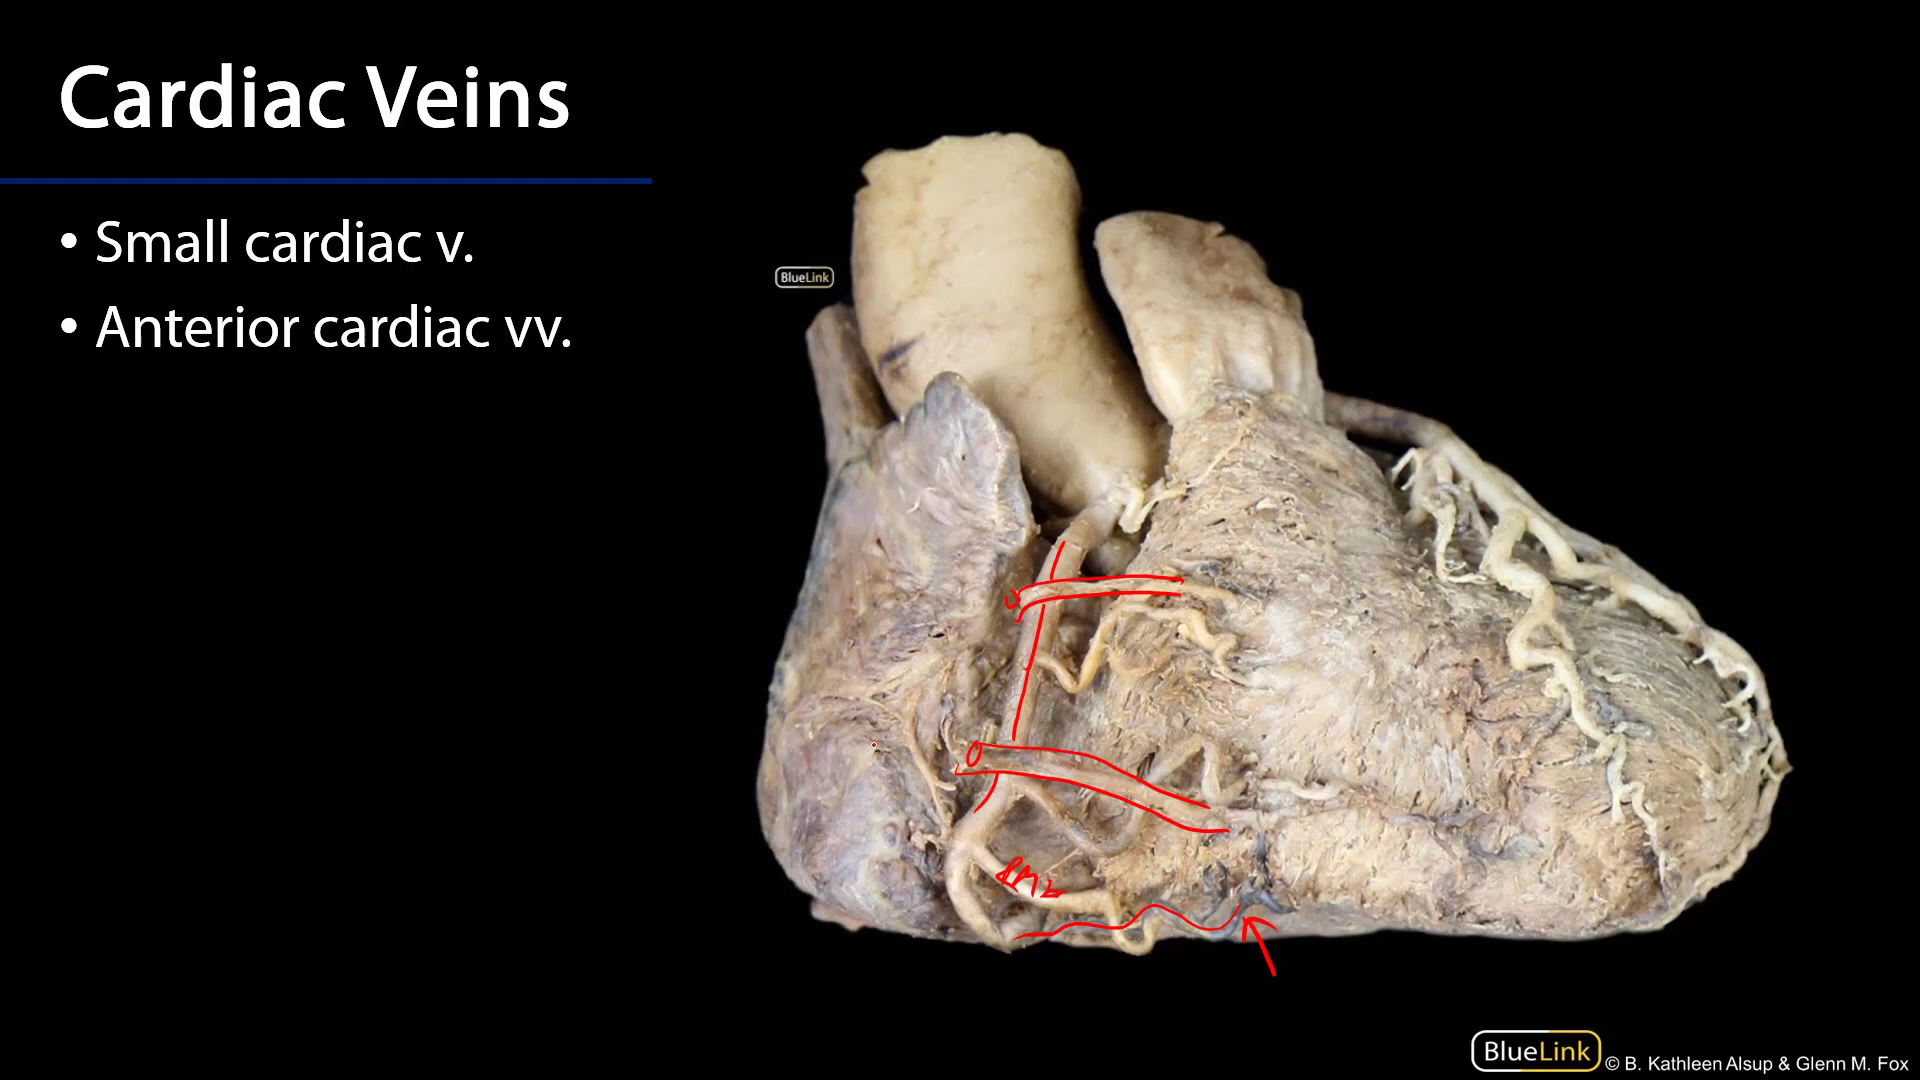 Cardiac Veins
• Small cardiac v.
• Anterior cardiac vv.
BlueLink
BlueLink © B. Kathleen Alsup & Glenn M. Fox